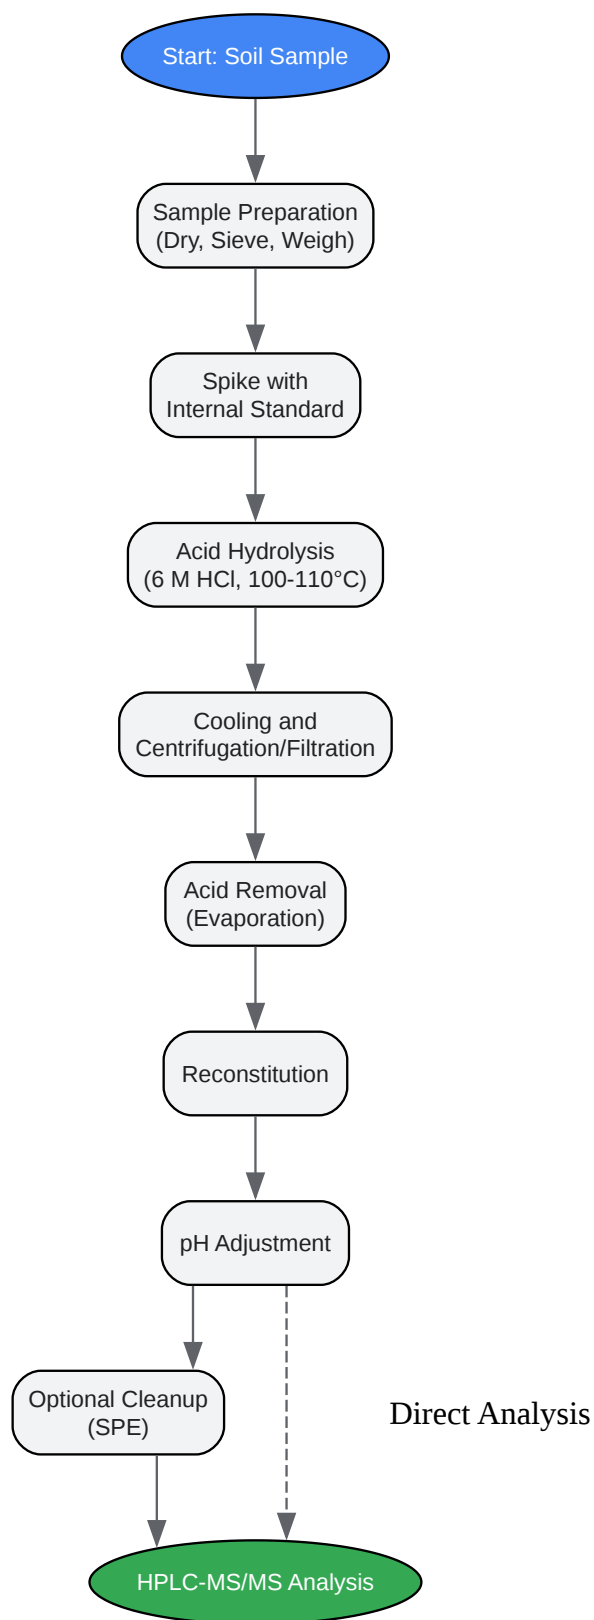 Start: Soil Sample
Sample Preparation
(Dry, Sieve, Weigh)
Spike with
Internal Standard
Acid Hydrolysis
(6 M HCl, 100-110°C)
Cooling and
Centrifugation/Filtration
Acid Removal
(Evaporation)
Reconstitution
pH Adjustment
Optional Cleanup
(SPE)
Direct Analysis
HPLC-MS/MS Analysis